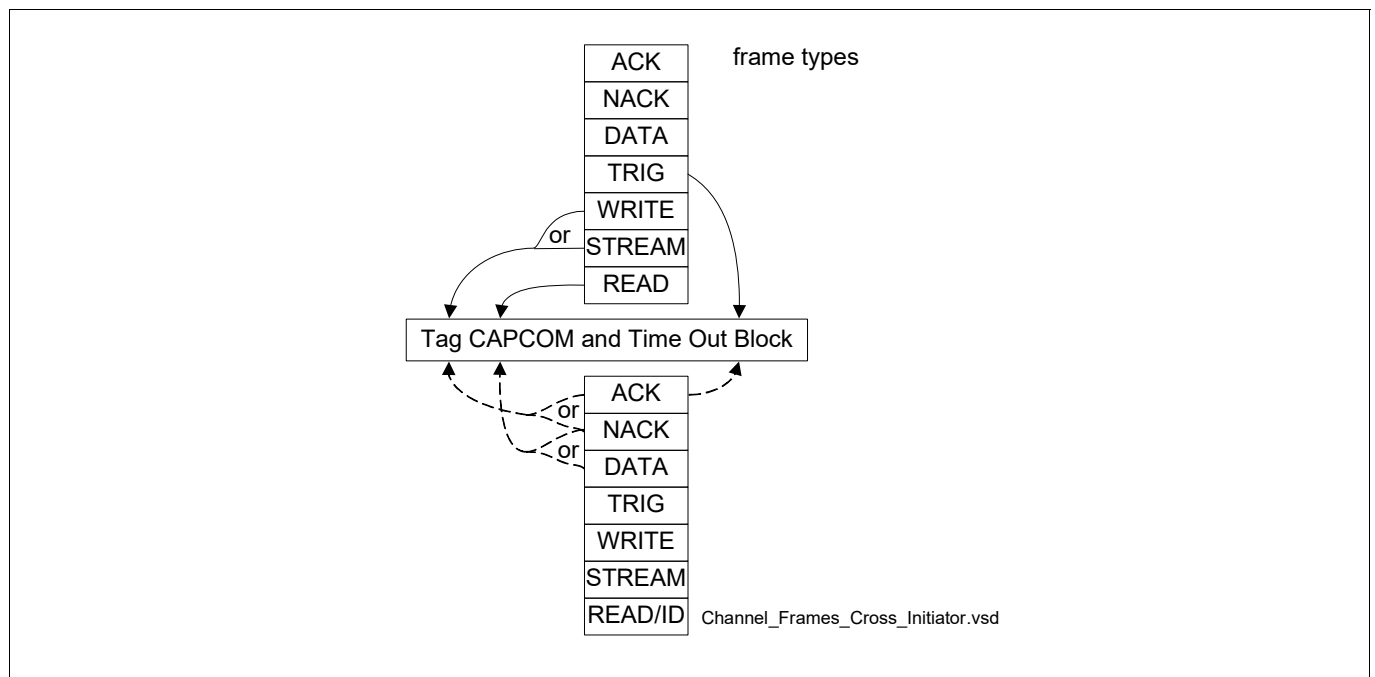 ACK
frame types
NACK
DATA
TRIG
WRITE
or
STREAM
READ
Tag CAPCOM and Time Out Block
ACK
or
NACK
or
DATA
TRIG
WRITE
STREAM
READ/ID
Channel_Frames_Cross_Initiator.vsd